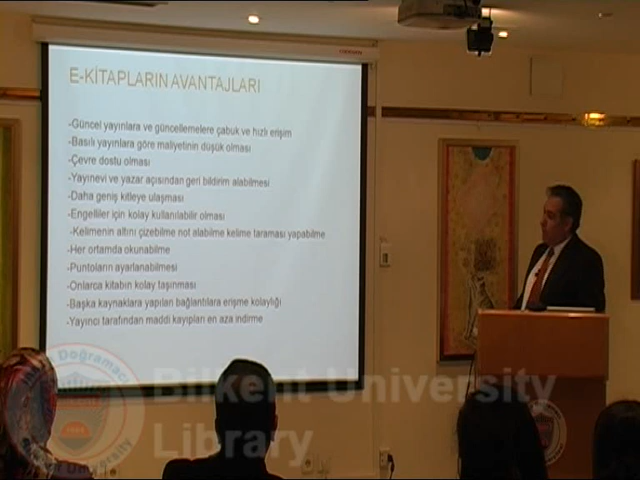 E-KİTAPLARIN AVANTAJLARI
-Güncel yayınlara ve güncellemelere çabuk ve hızlı erişim
-Basılı yayınlara göre maliyetinin düşük olması
-Çevre dostu olması
-Yayınevi ve yazar açısından geri bildirim alabilmesi
-Daha geniş kitleye ulaşması
-Engelliler için kolay kullanılabilir olması
-Kelimenin altını çizebilme not alabilme kelime taraması yapabilme
-Her ortamda okunabilme
-Puntoların ayarlanabilmesi
-Onlarca kitabın kolay taşınması
-Başka kaynaklara yapılan bağlantılara erişme kolaylığı
-Yayıncı tarafından maddi kayıpları en aza indirme
Bilkent University
Library